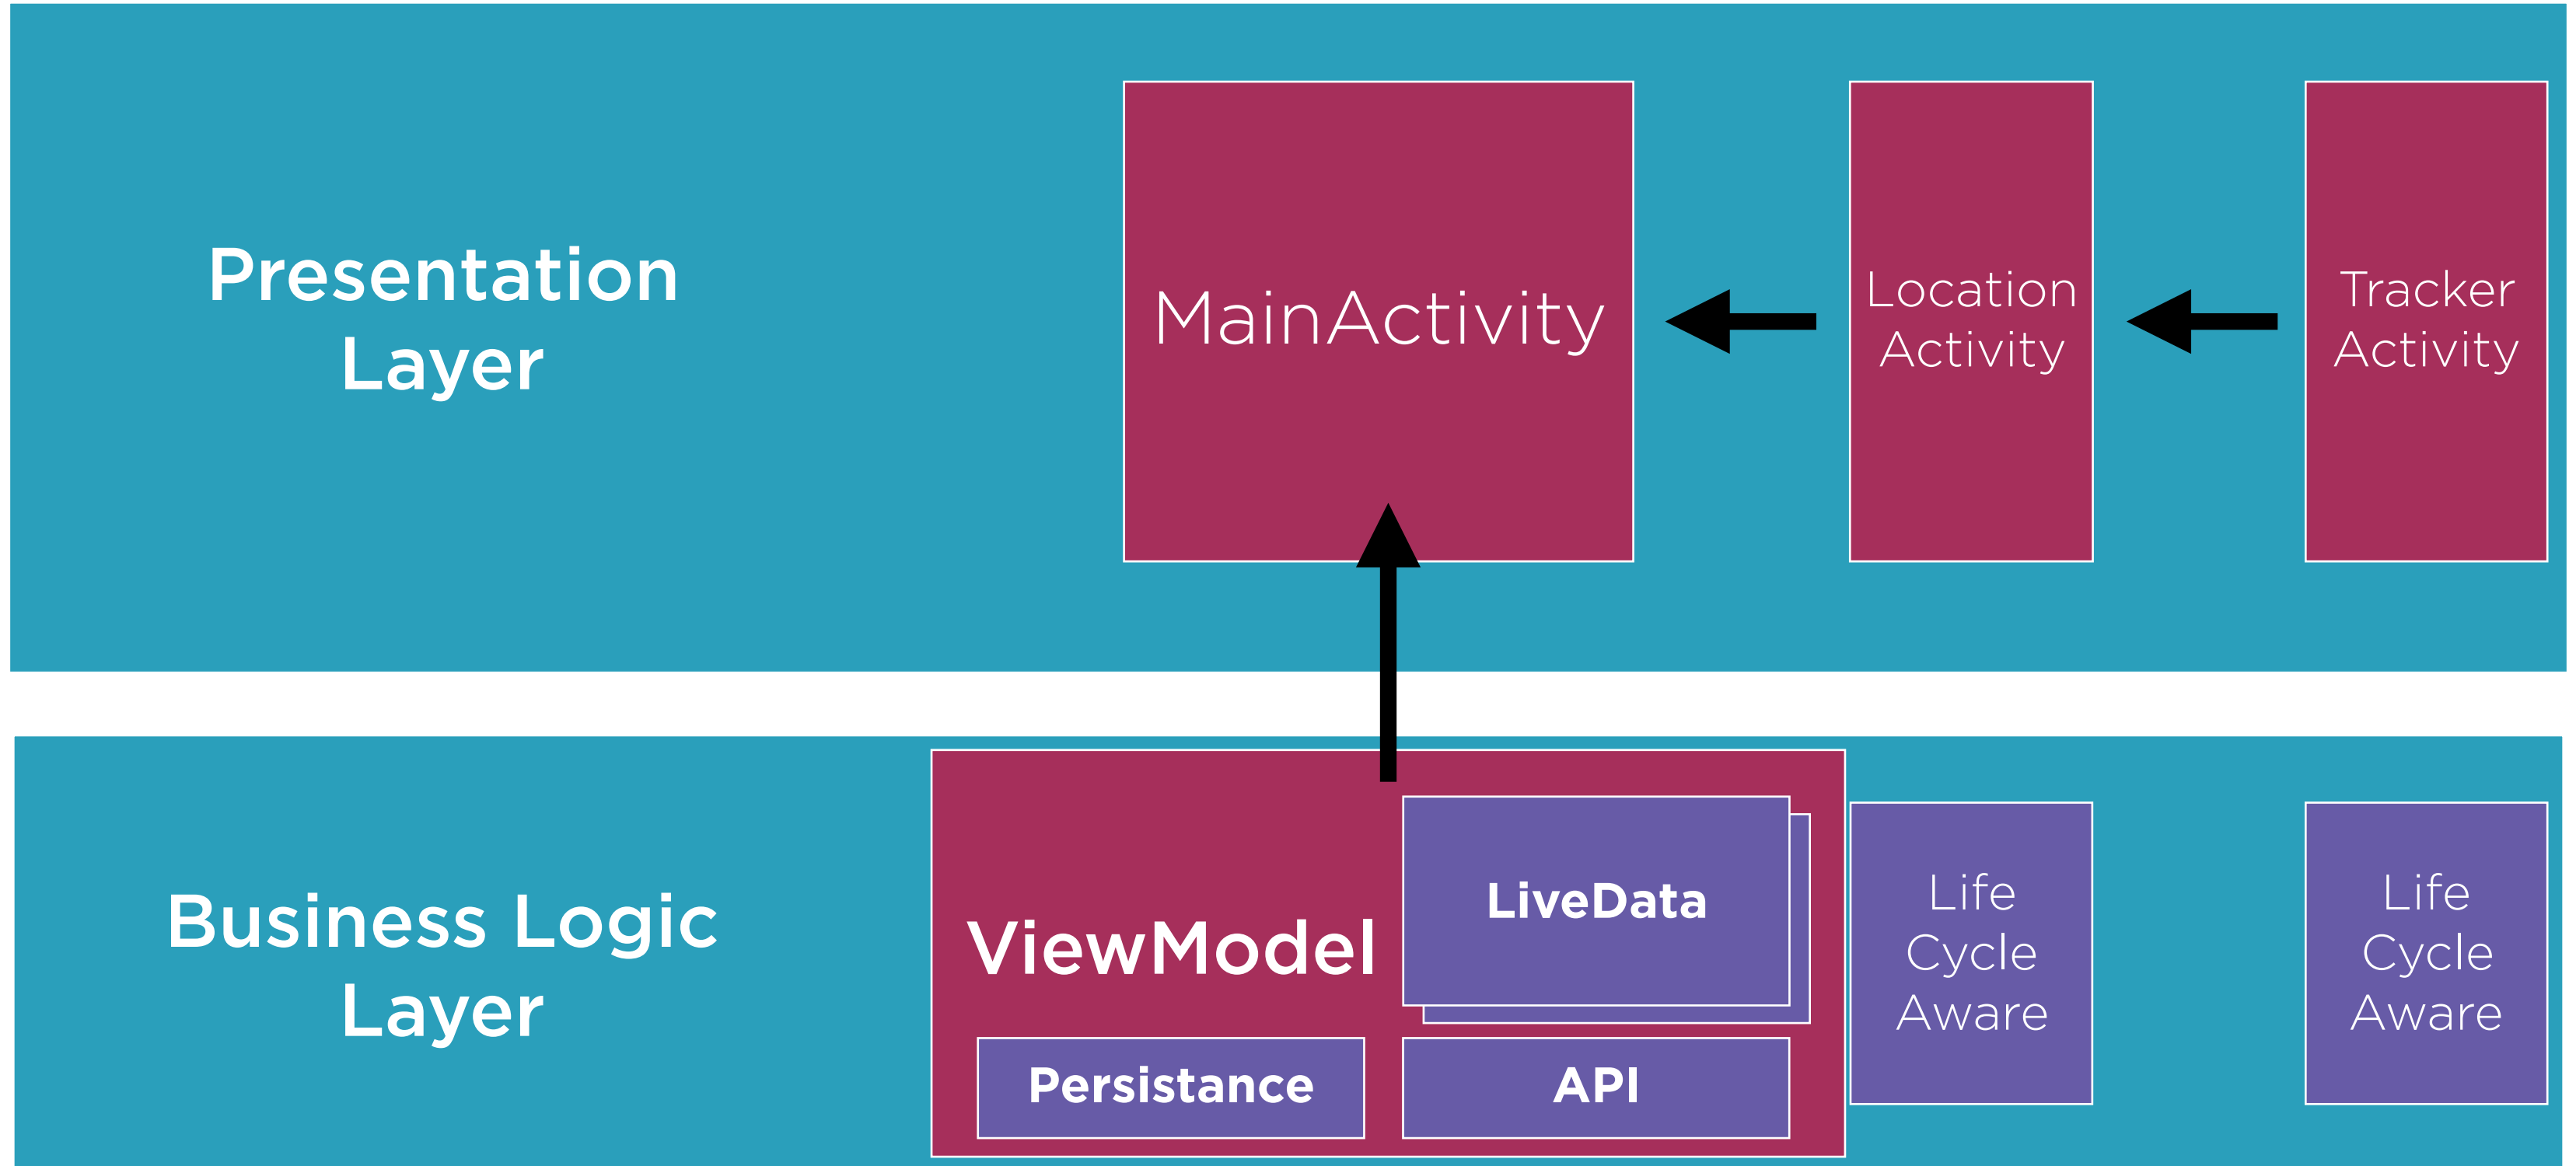 Presentation
Layer
MainActivity
Location
Activity
Tracker
Activity
Business Logic
Layer
ViewModel
LiveData
Persistance
API
Life
Cycle
Aware
Life
Cycle
Aware